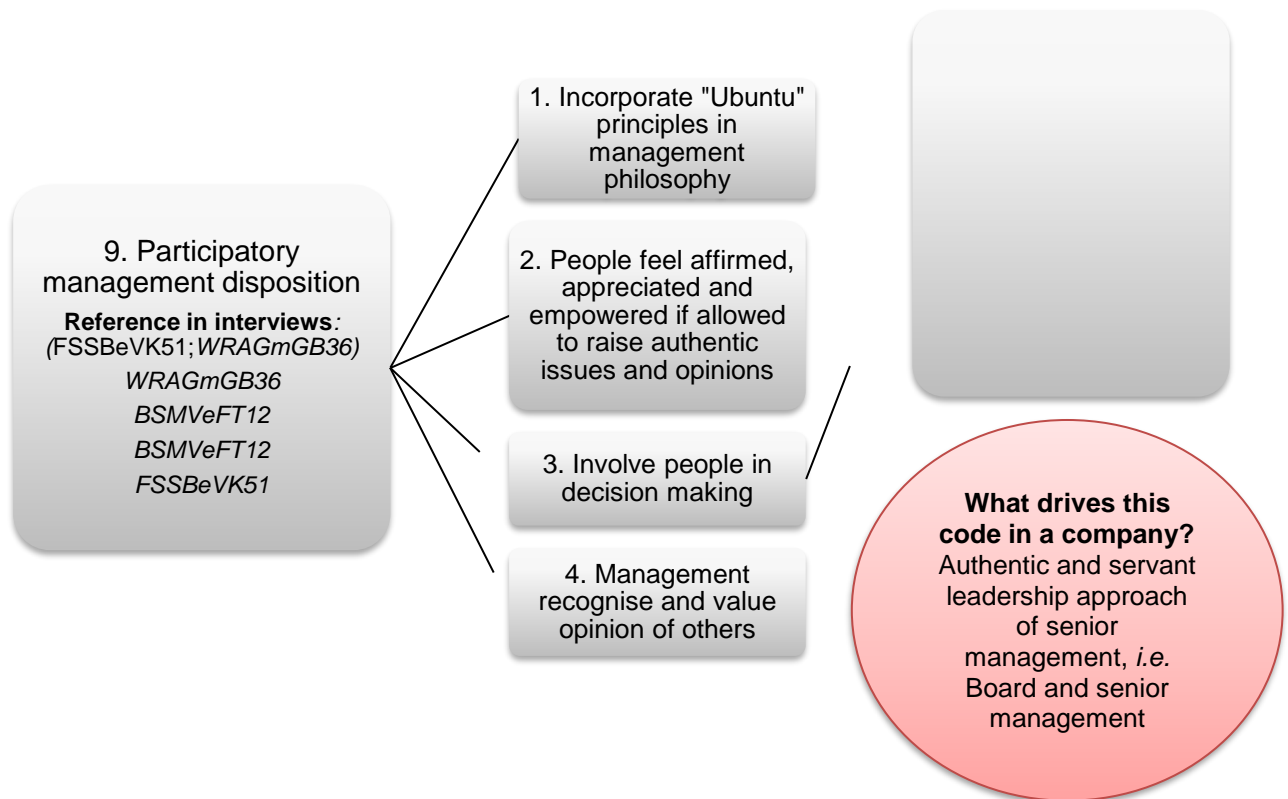 9. Participatory
management disposition
Reference in interviews:
(FSSBeVK51;WRAGmGB36)
WRAGmGB36
BSMVeFT12
BSMVeFT12
FSSBeVK51
1. Incorporate "Ubuntu"
principles in
management
philosophy
2. People feel affirmed,
appreciated and
empowered if allowed
to raise authentic
issues and opinions
3. Involve people in
decision making
4. Management
recognise and value
opinion of others
What drives this
code in a company?
Authentic and servant
leadership approach
of senior
management, i.e.
Board and senior
management